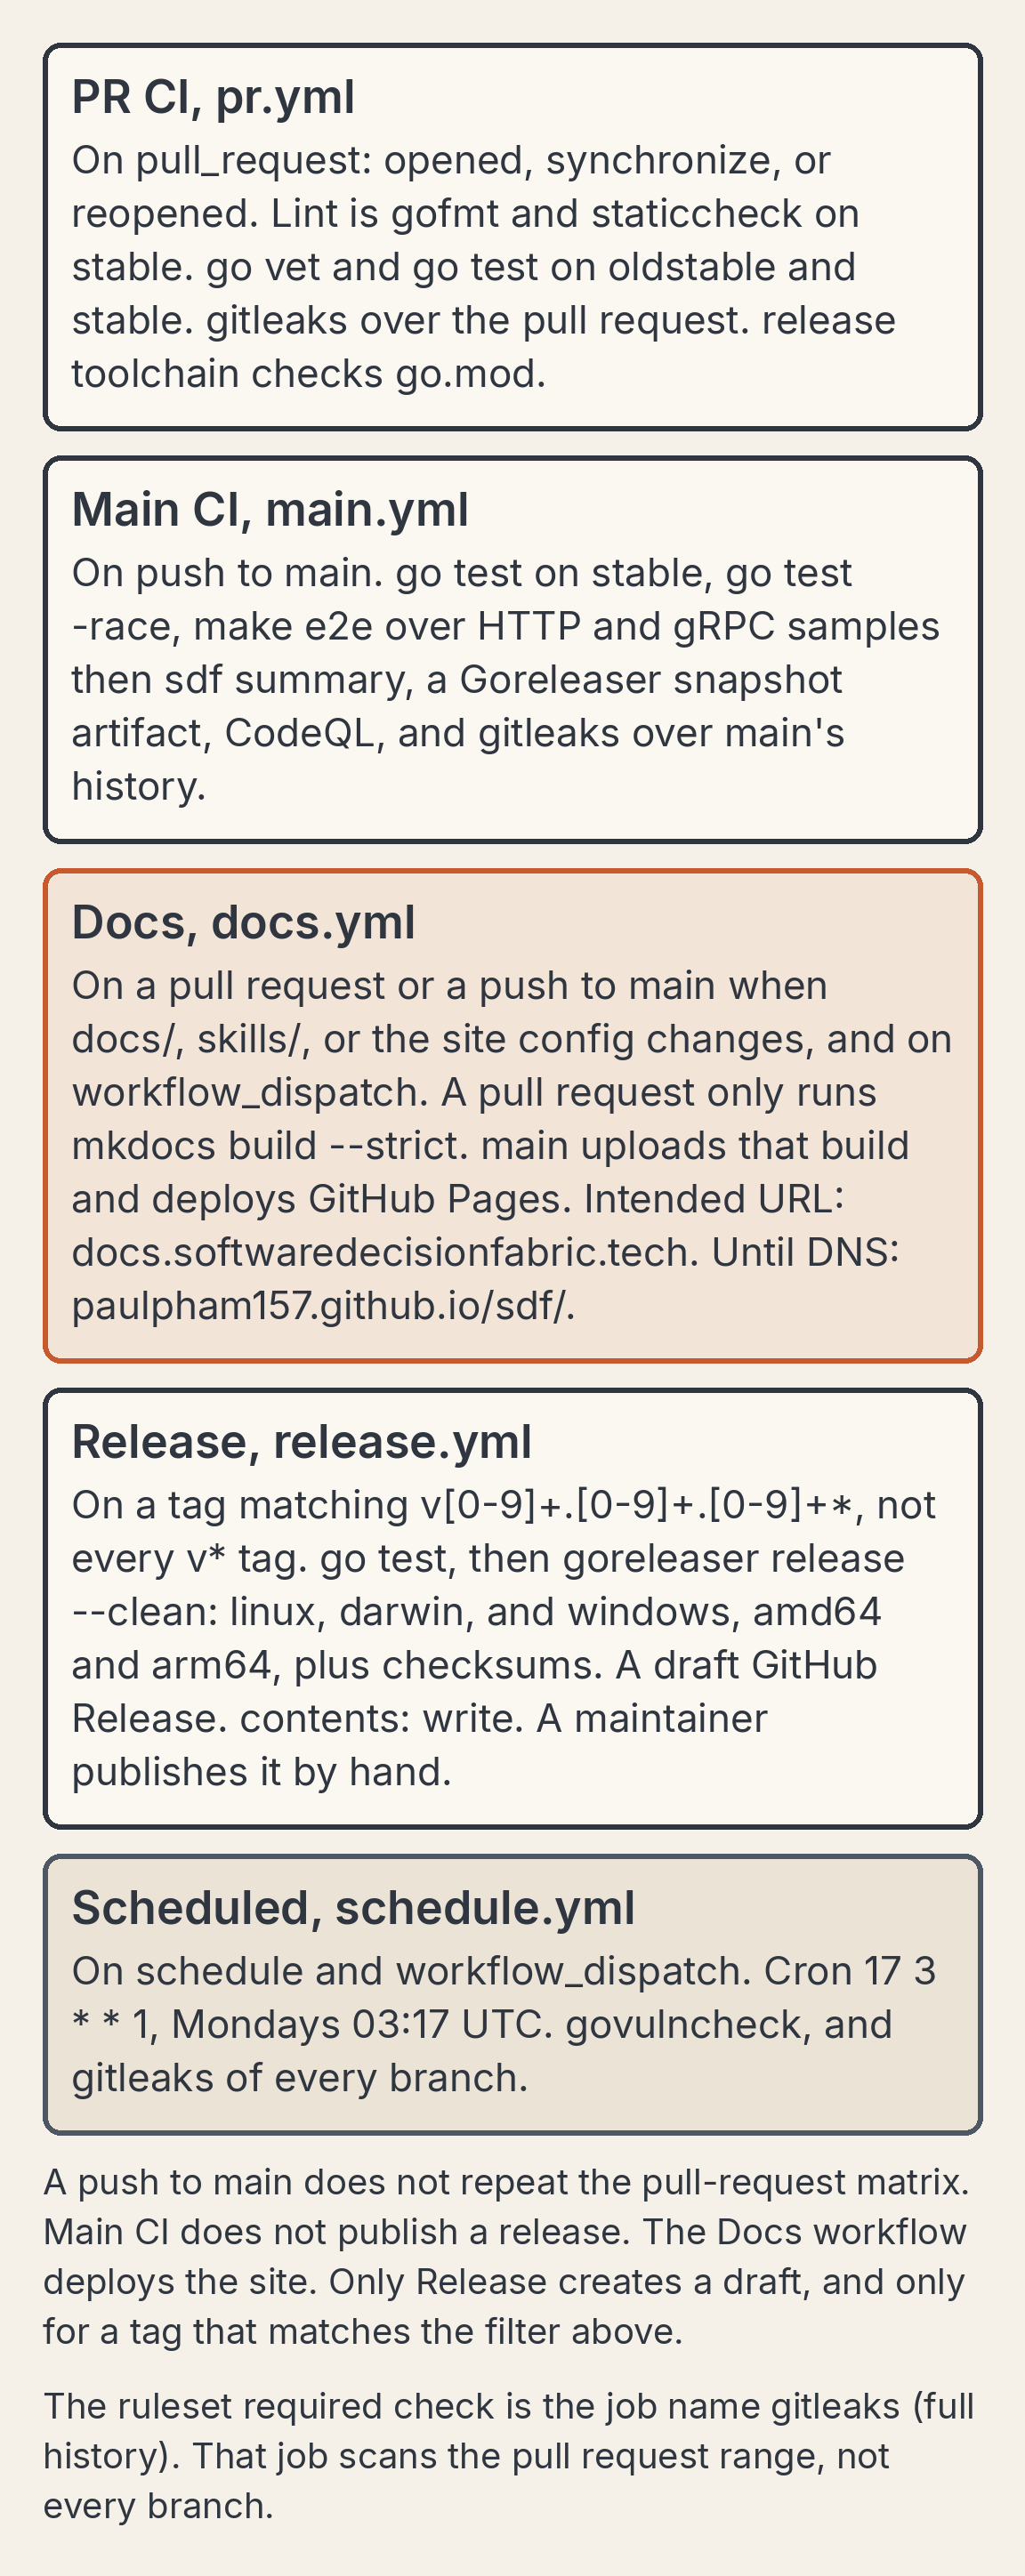 PR CI, pr.yml
On pull_request: opened, synchronize, or
reopened. Lint is gofmt and staticcheck on
stable. go vet and go test on oldstable and
stable. gitleaks over the pull request. release
toolchain checks go.mod.
Main CI, main.yml
On push to main. go test on stable, go test
-race, make e2e over HTTP and gRPC samples
then sdf summary, a Goreleaser snapshot
artifact, CodeQL, and gitleaks over main's
history.
Docs, docs.yml
On a pull request or a push to main when
docs/, skills/, or the site config changes, and on
workflow_dispatch. A pull request only runs
mkdocs build --strict. main uploads that build
and deploys GitHub Pages. Intended URL:
docs.softwaredecisionfabric.tech. Until DNS:
paulpham157.github.io/sdf/.
Release, release.yml
On a tag matching v[0-9]+.[0-9]+.[0-9]+*, not
every v* tag. go test, then goreleaser release
--clean: linux, darwin, and windows, amd64
and arm64, plus checksums. A draft GitHub
Release. contents: write. A maintainer
publishes it by hand.
Scheduled, schedule.yml
On schedule and workflow_dispatch. Cron 17 3
* * 1, Mondays 03:17 UTC. govulncheck, and
gitleaks of every branch.
A push to main does not repeat the pull-request matrix.
Main CI does not publish a release. The Docs workflow
deploys the site. Only Release creates a draft, and only
for a tag that matches the filter above.
The ruleset required check is the job name gitleaks (full
history). That job scans the pull request range, not
every branch.